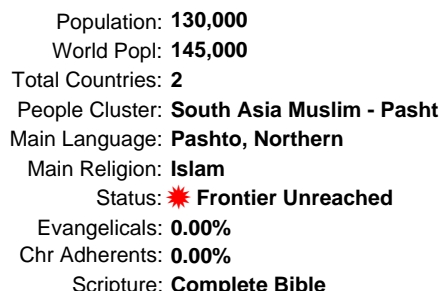 Population: 130,000
World Popl: 145,000
Total Countries: 2
People Cluster: South Asia Muslim - Pasht
Main Language: Pashto, Northern
Main Religion: Islam
Status: Frontier Unreached
Evangelicals: 0.00%
Chr Adherents: 0.00%
Scripture: Complete Bible